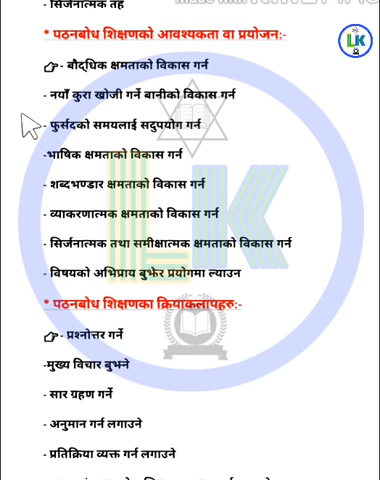 - सिर्जनात्मक तह
* पठनबोध शिक्षणको आवश्यकता वा प्रयोजन:-
LK
👉- बौद्धिक क्षमताको विकास गर्न
- नयाँ कुरा खोजी गर्ने बानीको विकास गर्न
- फुर्सदको समयलाई सदुपयोग गर्न
-भाषिक क्षमताको विकास गर्न
- शब्दभण्डार क्षमताको विकास गर्न
- व्याकरणात्मक क्षमताको विकास गर्न
- सिर्जनात्मक तथा समीक्षात्मक क्षमताको विकास गर्न
- विषयको अभिप्राय बुझेर प्रयोगमा ल्याउन
* पठनबोध शिक्षणका क्रियाकलापहरु:-
👉- प्रश्नोत्तर गर्ने
-मुख्य विचार बुझ्ने
- सार ग्रहण गर्ने
- अनुमान गर्न लगाउने
- प्रतिक्रिया व्यक्त गर्न लगाउने